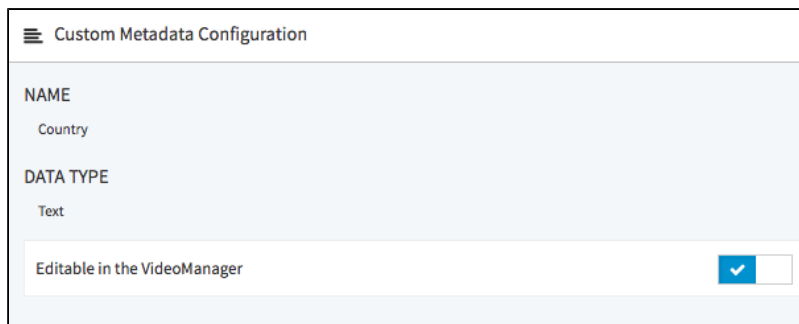 Custom Metadata Configuration
NAME
Country
DATA TYPE
Text
Editable in the VideoManager